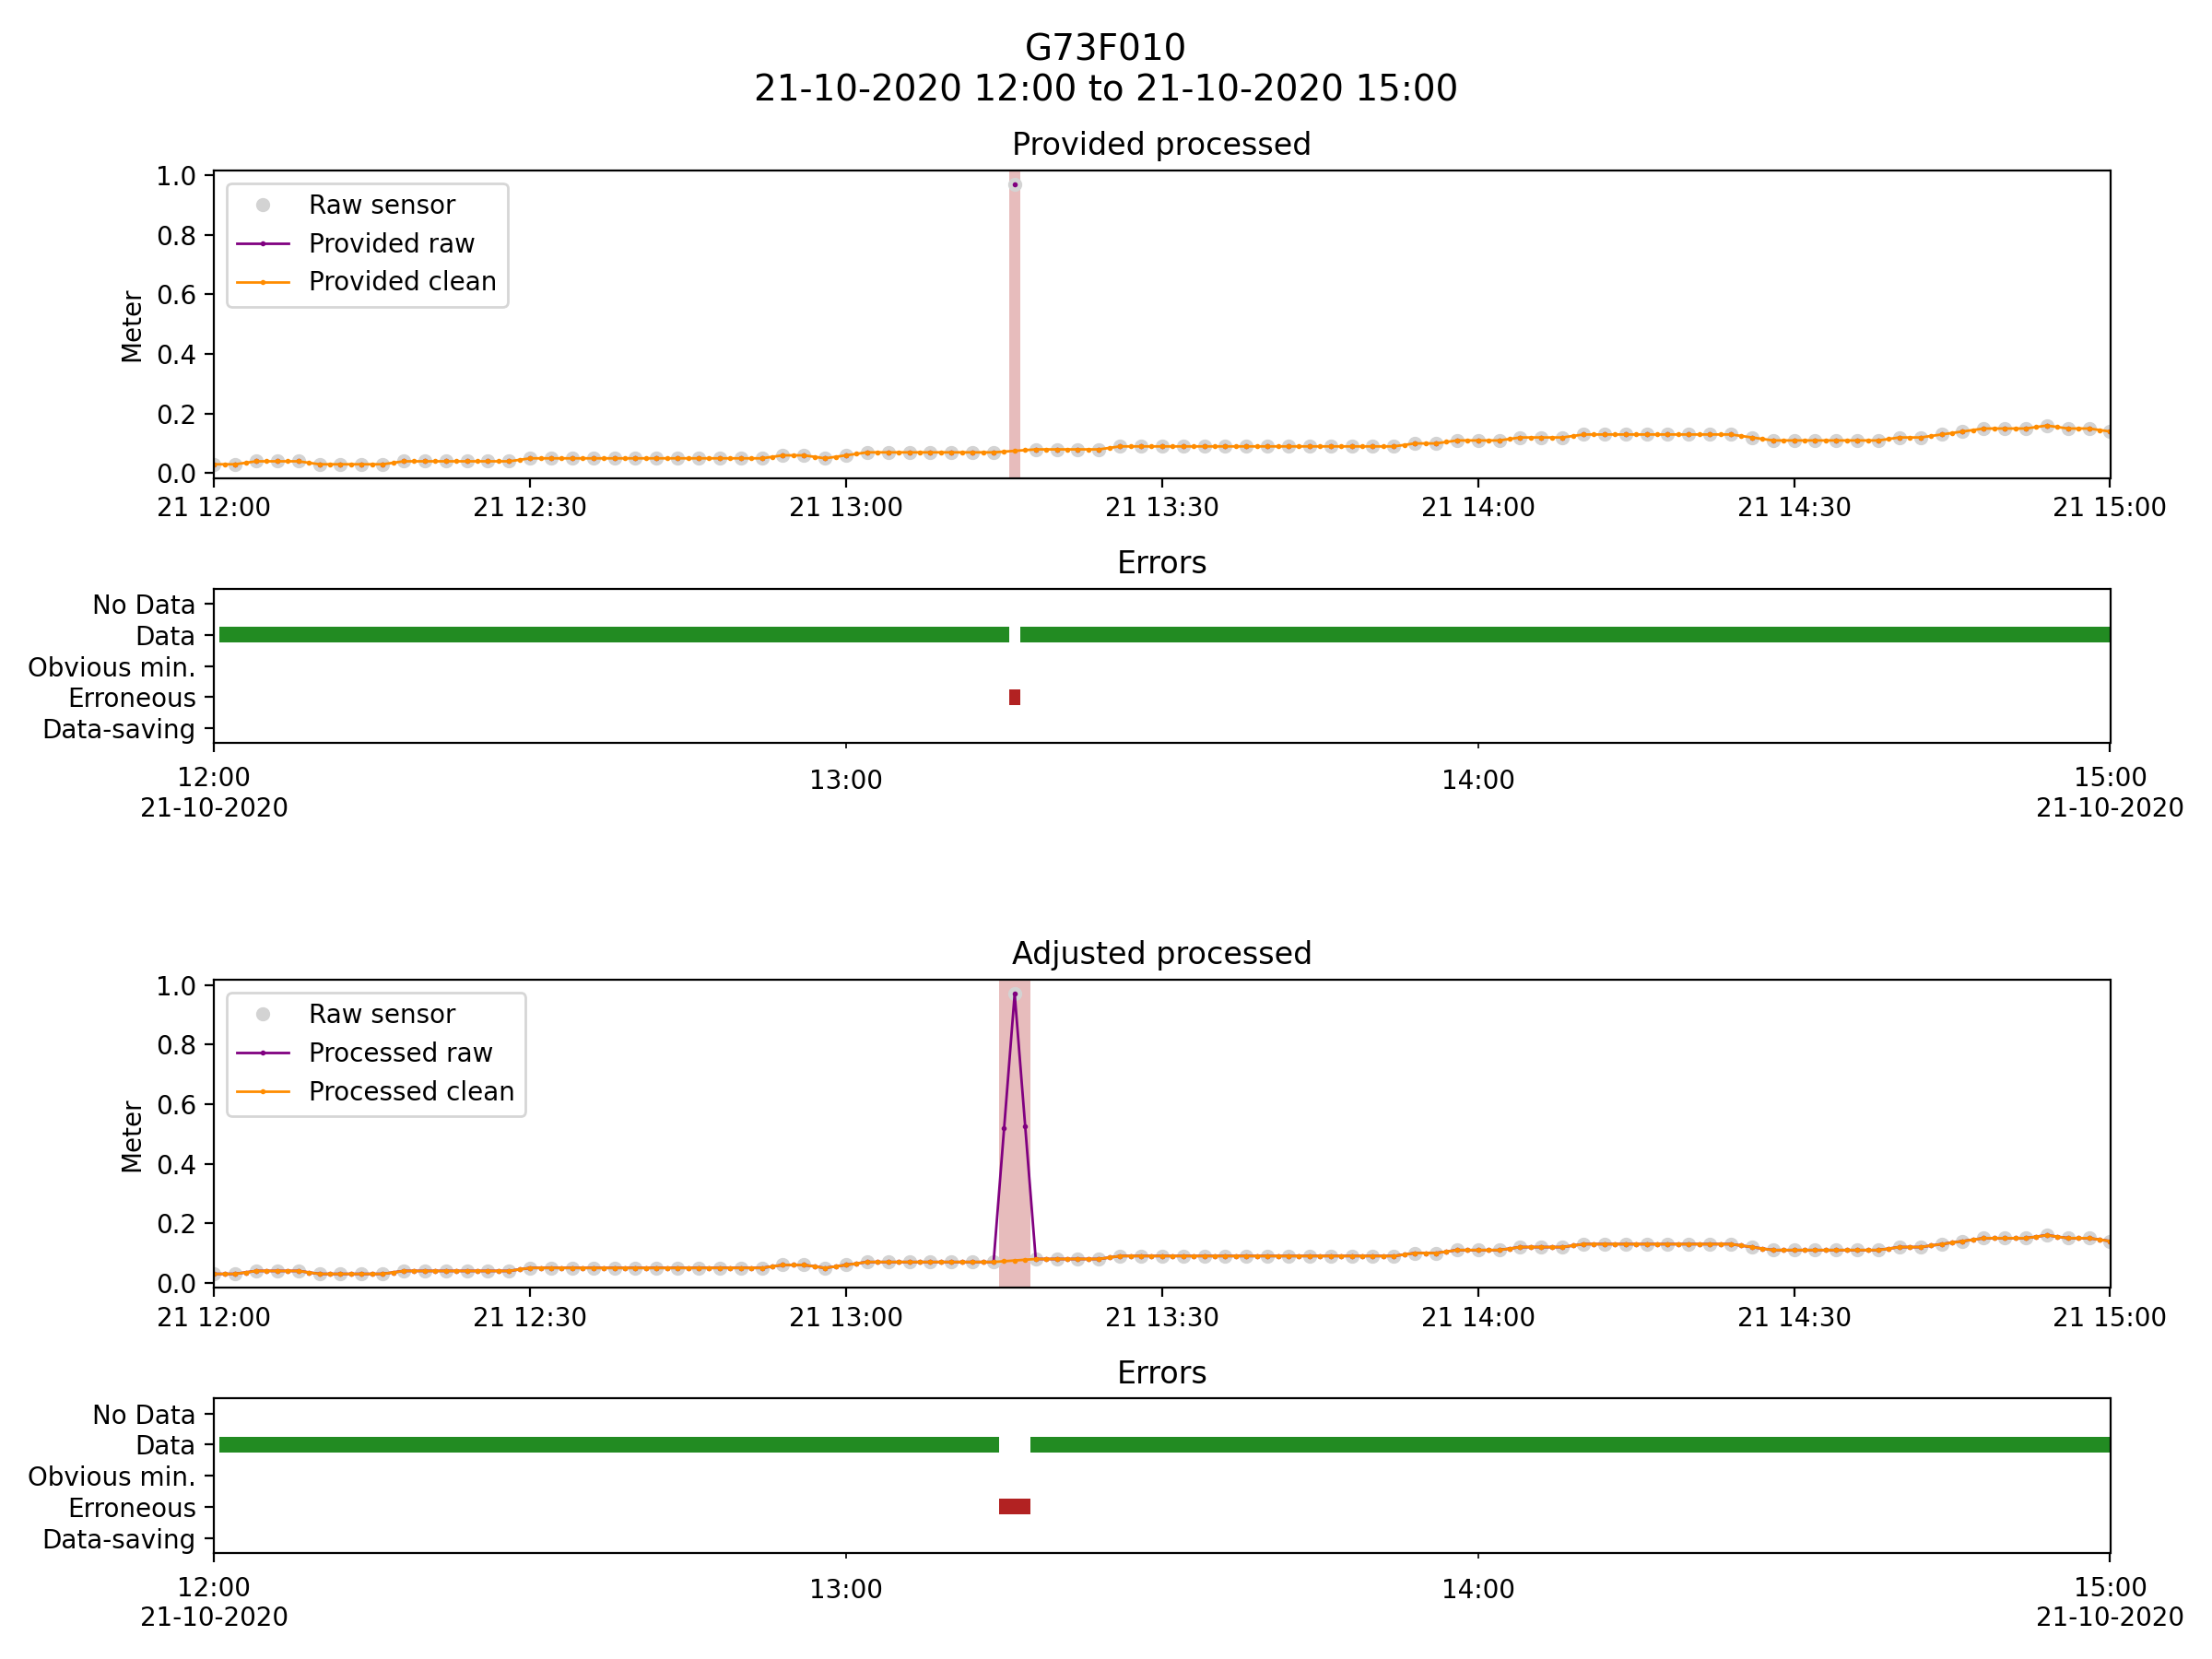 G73F010
21-10-2020 12:00 to 21-10-2020 15:00
Provided processed
1.0
0.8
0.6
0.4
0.2
0.0
Meter
Raw sensor
Provided raw
Provided clean
21 12:00 21 12:30 21 13:00 21 13:30 21 14:00 21 14:30 21 15:00
Errors
No Data
Data
Obvious min.
Erroneous
Data-saving
12:00 13:00 14:00 15:00
21-10-2020 21-10-2020
Adjusted processed
1.0
0.8
0.6
0.4
0.2
0.0
Meter
Raw sensor
Processed raw
Processed clean
21 12:00 21 12:30 21 13:00 21 13:30 21 14:00 21 14:30 21 15:00
Errors
No Data
Data
Obvious min.
Erroneous
Data-saving
12:00 13:00 14:00 15:00
21-10-2020 21-10-2020